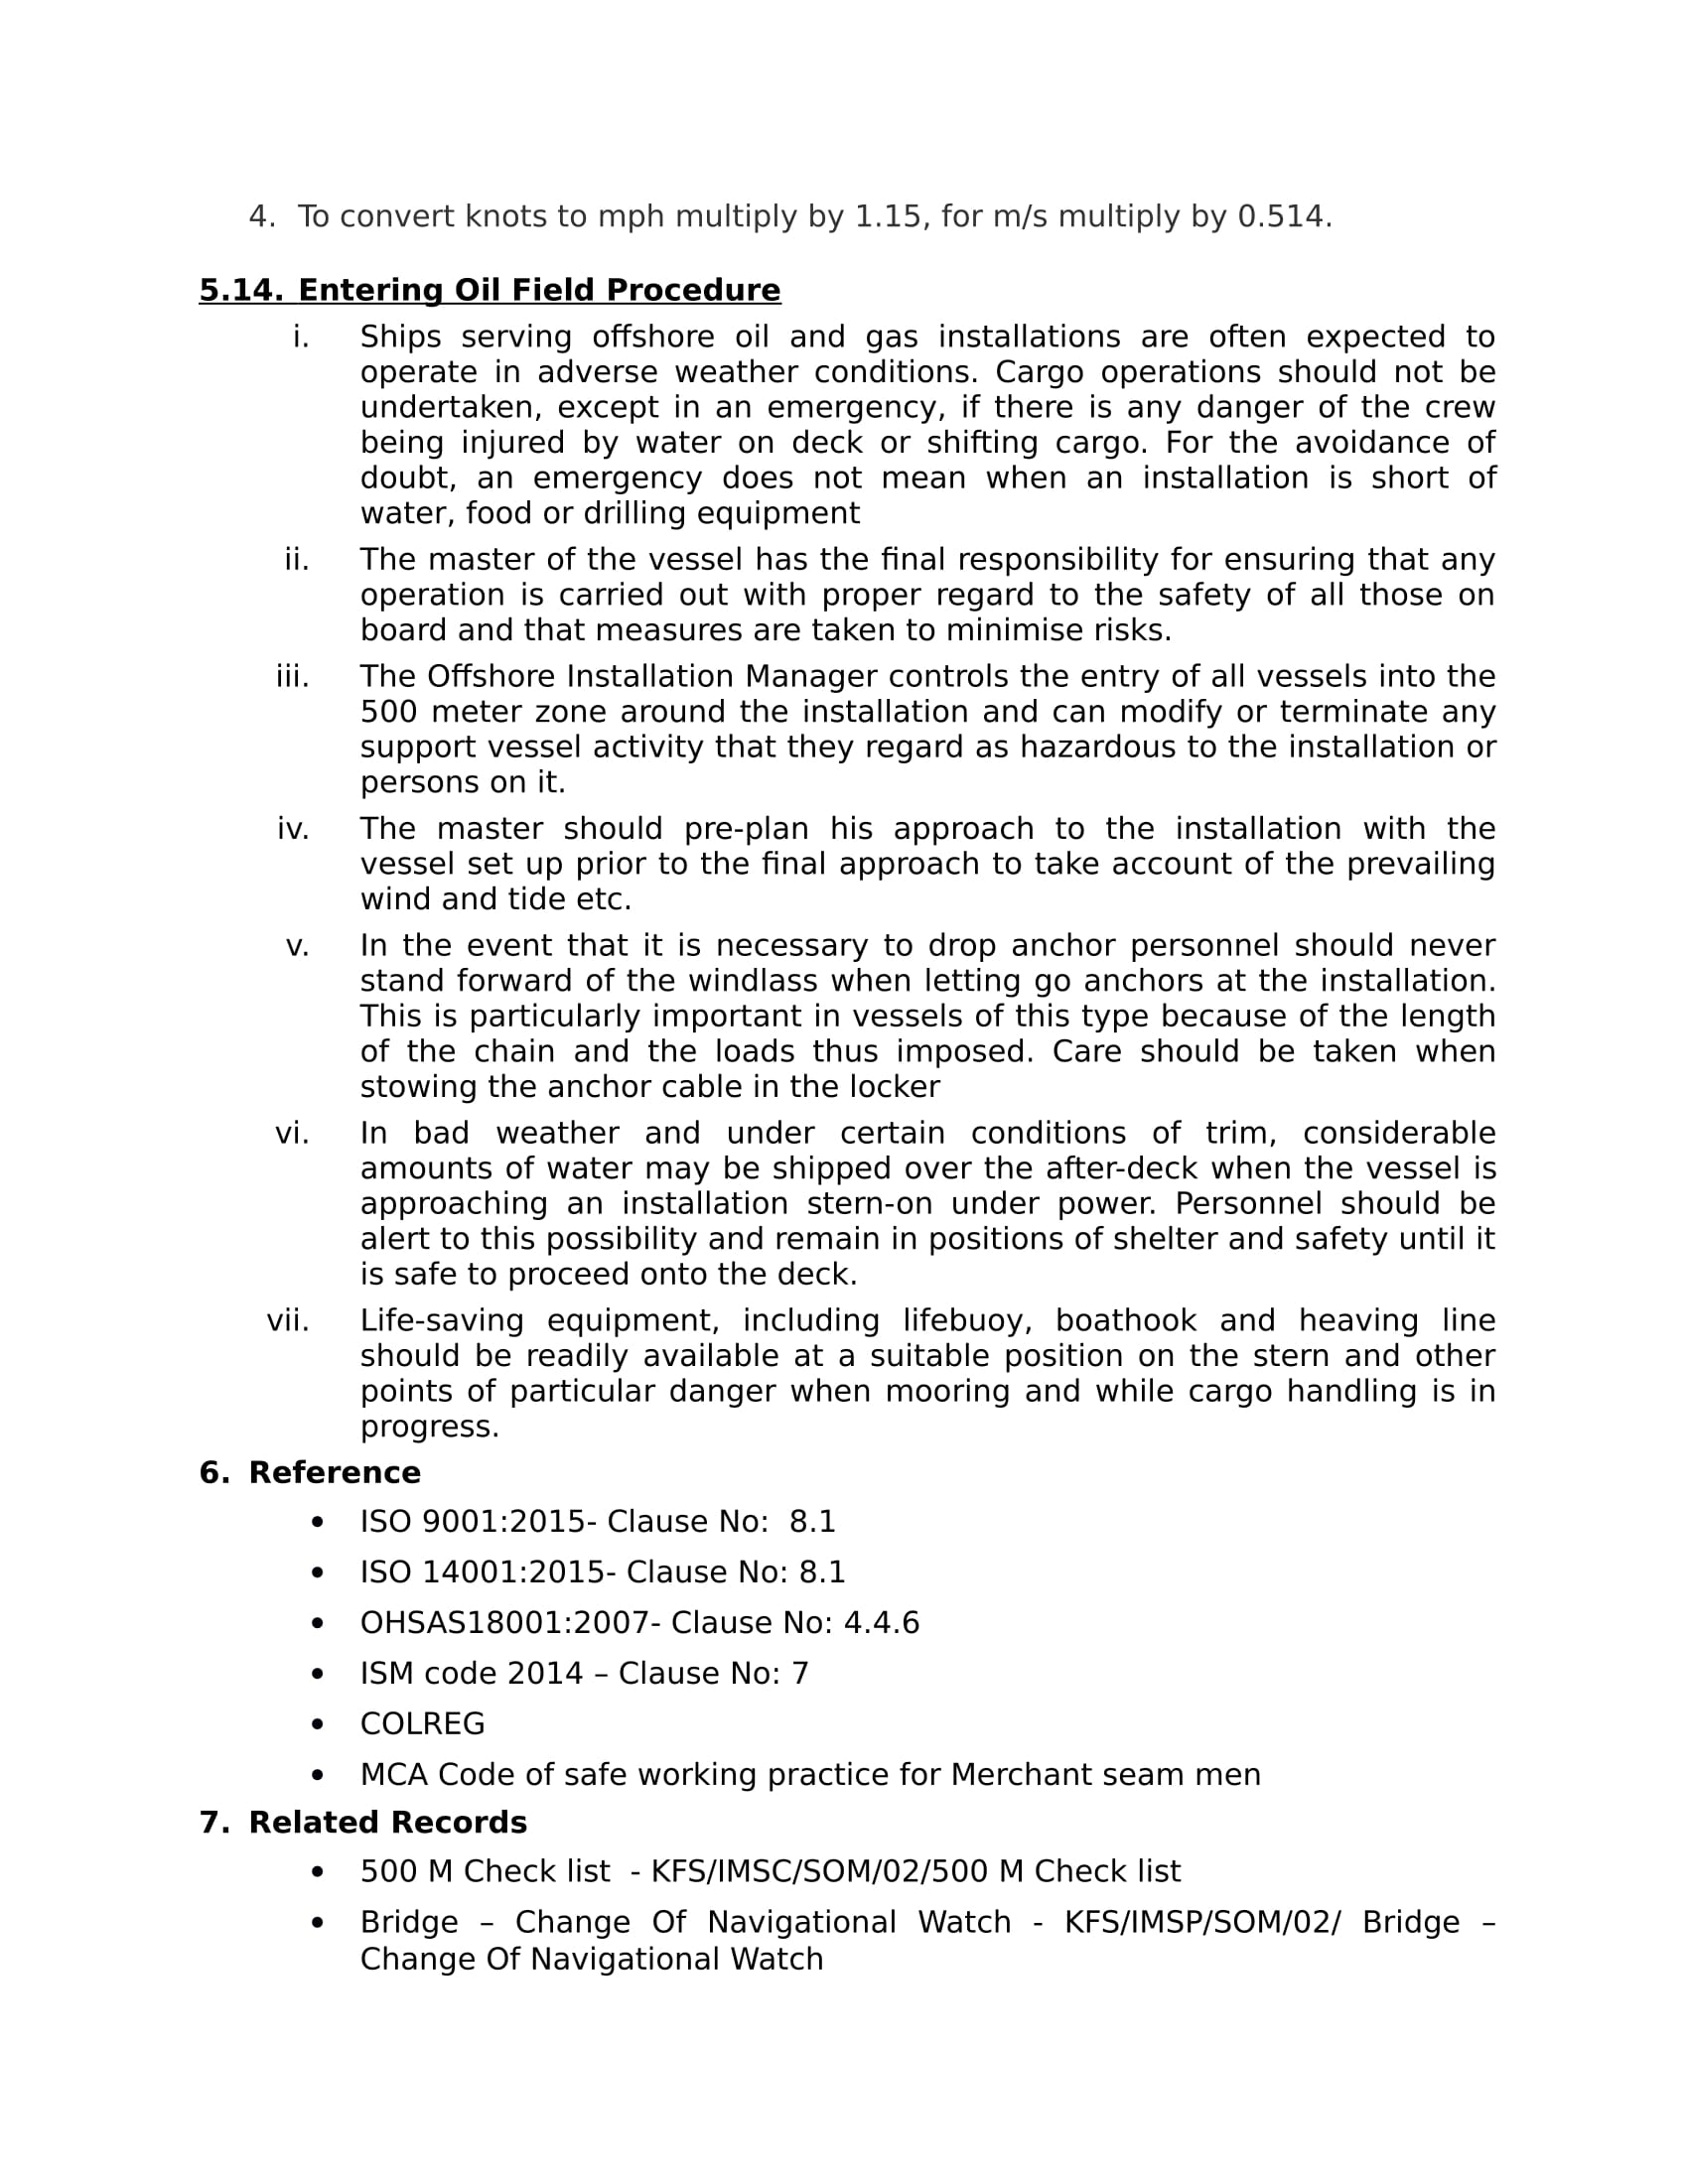 4. To convert knots to mph multiply by 1.15, for m/s multiply by 0.514.
5.14. Entering Oil Field Procedure
i. Ships serving offshore oil and gas installations are often expected to
operate in adverse weather conditions. Cargo operations should not be
undertaken, except in an emergency, if there is any danger of the crew
being injured by water on deck or shifting cargo. For the avoidance of
doubt, an emergency does not mean when an installation is short of
water, food or drilling equipment
ii. The master of the vessel has the final responsibility for ensuring that any
operation is carried out with proper regard to the safety of all those on
board and that measures are taken to minimise risks.
iii. The Offshore Installation Manager controls the entry of all vessels into the
500 meter zone around the installation and can modify or terminate any
support vessel activity that they regard as hazardous to the installation or
persons on it.
iv. The master should pre-plan his approach to the installation with the
vessel set up prior to the final approach to take account of the prevailing
wind and tide etc.
v. In the event that it is necessary to drop anchor personnel should never
stand forward of the windlass when letting go anchors at the installation.
This is particularly important in vessels of this type because of the length
of the chain and the loads thus imposed. Care should be taken when
stowing the anchor cable in the locker
vi. In bad weather and under certain conditions of trim, considerable
amounts of water may be shipped over the after-deck when the vessel is
approaching an installation stern-on under power. Personnel should be
alert to this possibility and remain in positions of shelter and safety until it
is safe to proceed onto the deck.
vii. Life-saving equipment, including lifebuoy, boathook and heaving line
should be readily available at a suitable position on the stern and other
points of particular danger when mooring and while cargo handling is in
progress.
6. Reference
• ISO 9001:2015- Clause No:  8.1
• ISO 14001:2015- Clause No: 8.1
• OHSAS18001:2007- Clause No: 4.4.6
• ISM code 2014 – Clause No: 7
• COLREG
• MCA Code of safe working practice for Merchant seam men
7. Related Records
• 500 M Check list  - KFS/IMSC/SOM/02/500 M Check list
• Bridge – Change Of Navigational Watch - KFS/IMSP/SOM/02/ Bridge –
Change Of Navigational Watch